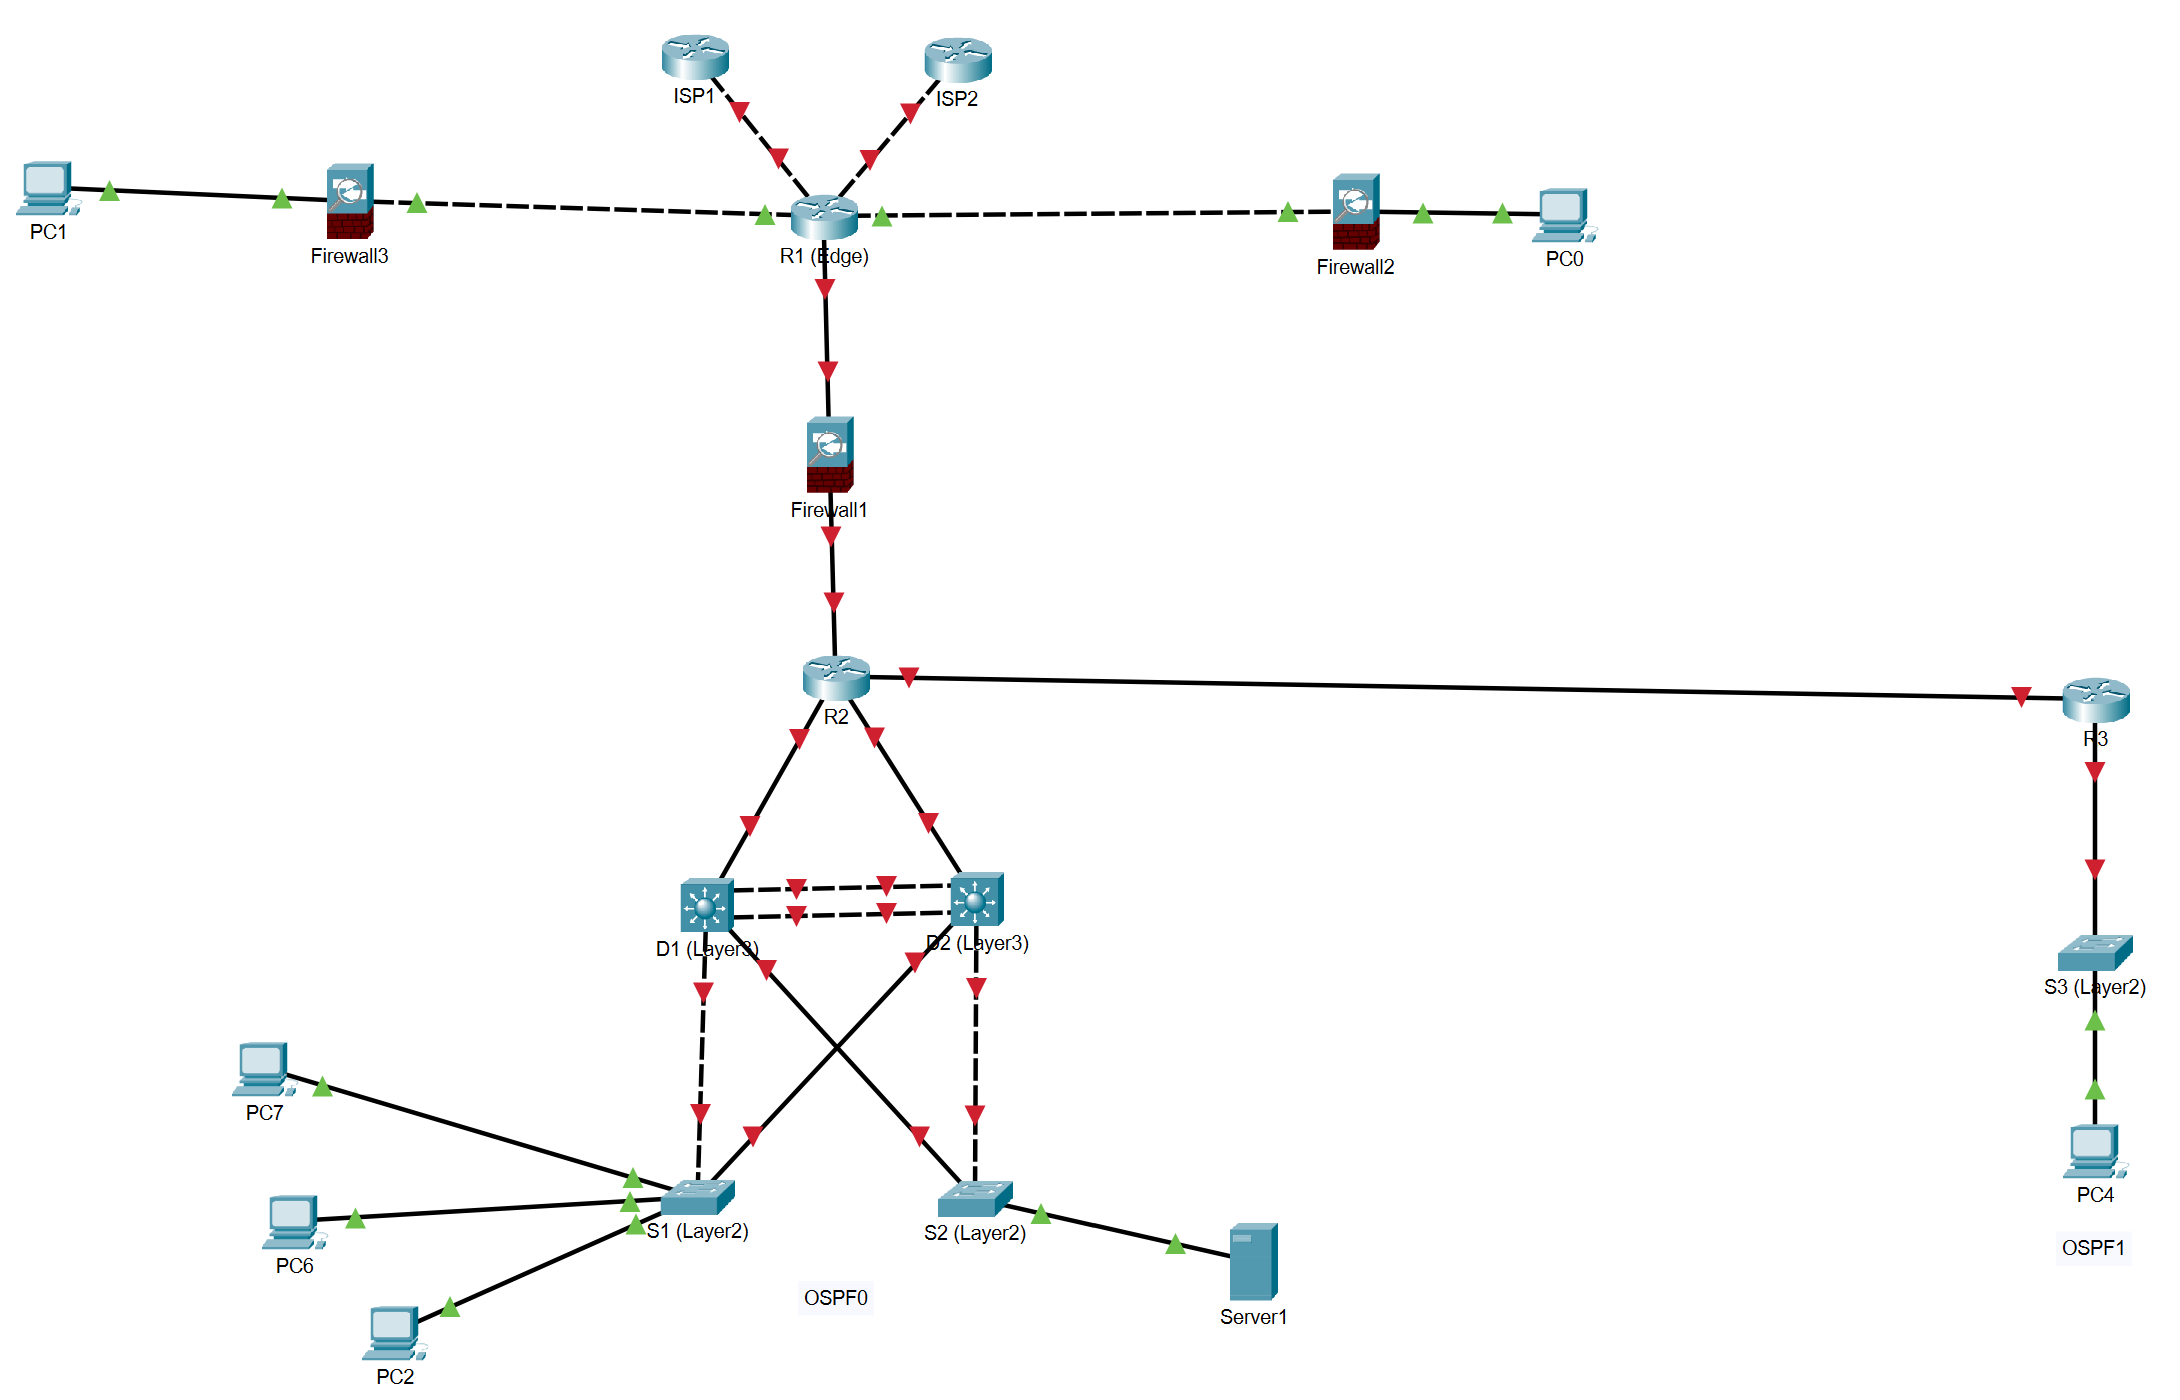 ISP1
ISP2
PC1
Firewall3
R1 (Edge)
Firewall2
PC0
Firewall1
R2
R3
D1 (Layer3)
D2 (Layer3)
S3 (Layer2)
PC7
PC4
S1 (Layer2)
S2 (Layer2)
OSPF1
PC6
OSPF0
Server1
PC2